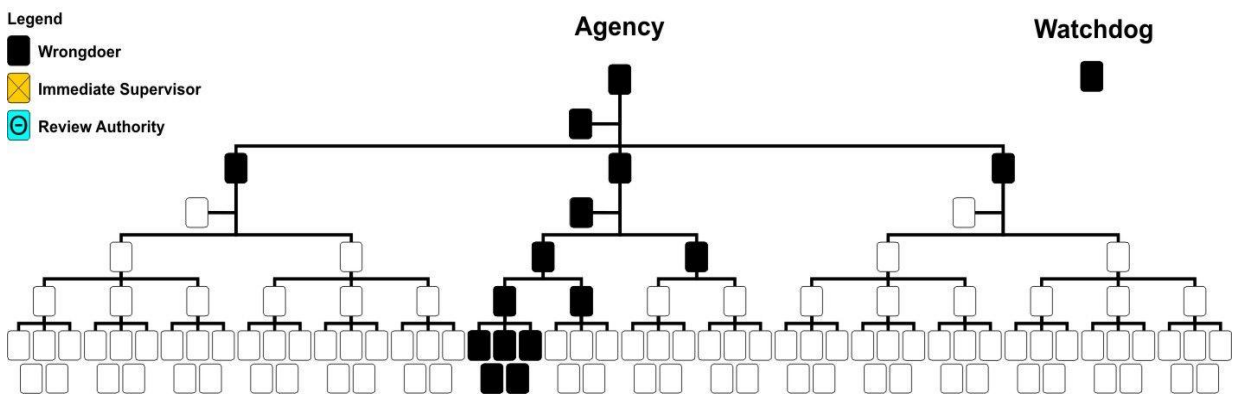 Legend
Wrongdoer
Immediate Supervisor
Review Authority
Agency
Watchdog